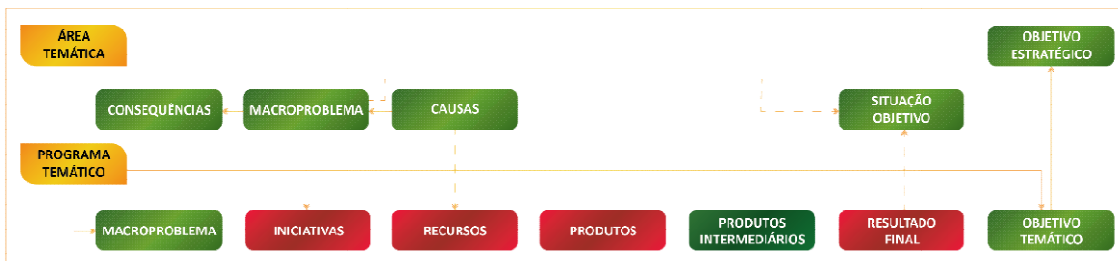 ÁREA
TEMÁTICA
OBJETIVO
ESTRATÉGICO
CONSEQUÊNCIAS
MACROPROBLEMA
CAUSAS
SITUAÇÃO
OBJETIVO
PROGRAMA
TEMÁTICO
MACROPROBLEMA
INICIATIVAS
RECURSOS
PRODUTOS
PRODUTOS
INTERMEDIÁRIOS
RESULTADO
FINAL
OBJETIVO
TEMÁTICO